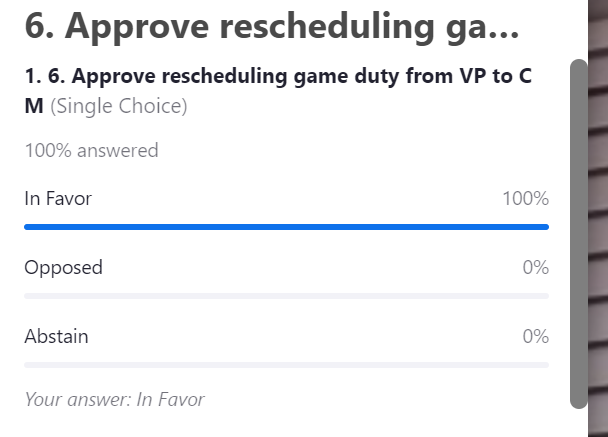 6. Approve rescheduling ga...
1. 6. Approve rescheduling game duty from VP to C
M (Single Choice)
100% answered
In Favor 100%
Opposed 0%
Abstain 0%
Your answer: In Favor